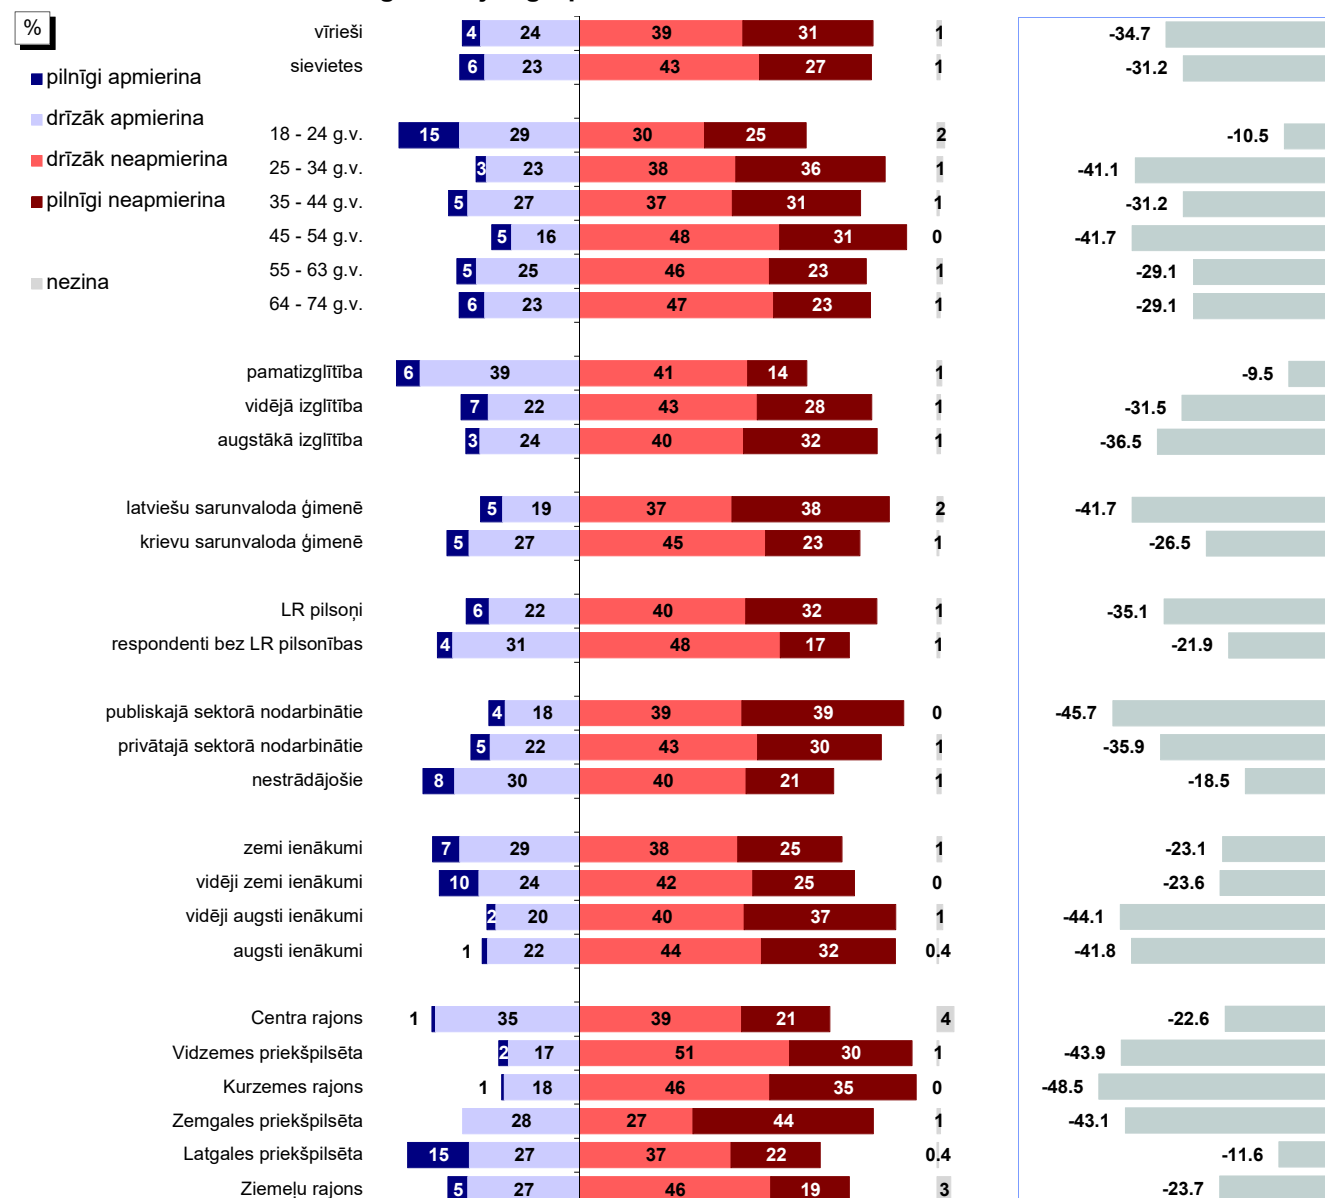 %
pilnīgi apmierina
drīzāk apmierina
drīzāk neapmierina
pilnīgi neapmierina
nezina
vīrieši 4 24 39 31 1 -34.7
sievietes 6 23 43 27 1 -31.2
18 - 24 g.v. 15 29 30 25 2 -10.5
25 - 34 g.v. 3 23 38 36 1 -41.1
35 - 44 g.v. 5 27 37 31 1 -31.2
45 - 54 g.v. 5 16 48 31 0 -41.7
55 - 63 g.v. 5 25 46 23 1 -29.1
64 - 74 g.v. 6 23 47 23 1 -29.1
pamatizglītība 6 39 41 14 1 -9.5
vidējā izglītība 7 22 43 28 1 -31.5
augstākā izglītība 3 24 40 32 1 -36.5
latviešu sarunvaloda ģimenē 5 19 37 38 2 -41.7
krievu sarunvaloda ģimenē 5 27 45 23 1 -26.5
LR pilsoņi 6 22 40 32 1 -35.1
respondenti bez LR pilsonības 4 31 48 17 1 -21.9
publiskajā sektorā nodarbinātie 4 18 39 39 0 -45.7
privātajā sektorā nodarbinātie 5 22 43 30 1 -35.9
nestrādājošie 8 30 40 21 1 -18.5
zemi ienākumi 7 29 38 25 1 -23.1
vidēji zemi ienākumi 10 24 42 25 0 -23.6
vidēji augsti ienākumi 2 20 40 37 1 -44.1
augsti ienākumi 1 22 44 32 0.4 -41.8
Centra rajons 1 35 39 21 4 -22.6
Vidzemes priekšpilsēta 2 17 51 30 1 -43.9
Kurzemes rajons 1 18 46 35 0 -48.5
Zemgales priekšpilsēta 28 27 44 1 -43.1
Latgales priekšpilsēta 15 27 37 22 0.4 -11.6
Ziemeļu rajons 5 27 46 19 3 -23.7